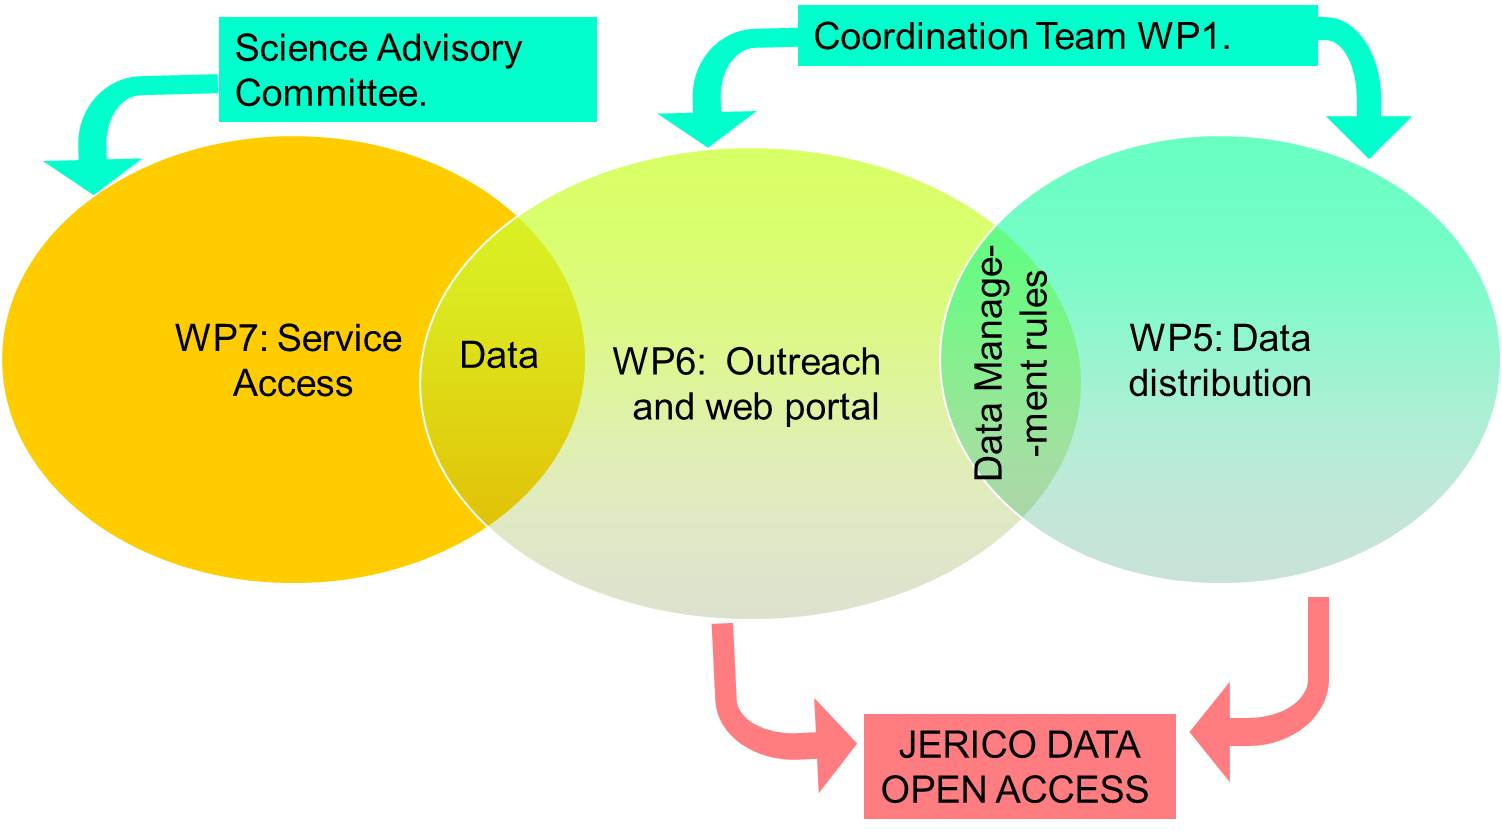 Science Advisory
Committee.
Coordination Team WP1.
WP7: Service
Access
Data
WP6: Outreach
and web portal
Data Manage-
-ment rules
WP5: Data
distribution
JERICO DATA
OPEN ACCESS